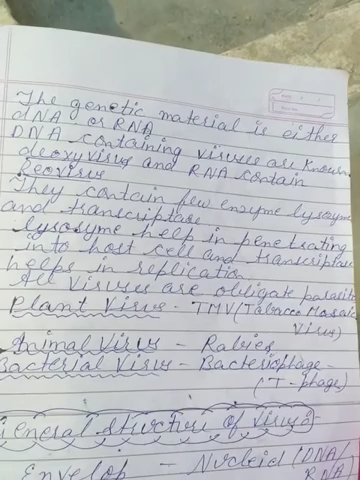 The genetic material is either
dNA or RNA
DNA containing viruses are known
deoxyvirus and RNA contain
Reovirus
They contain few enzyme lysozyme
and transcriptase
lysosyme help in penetrating
into host cell and transcriptase
helps in replication
All Viruses are obligate parasite
Plant Virus - TMV (Tabacco Mosaic
Virus)
Animal Virus - Rabies
Bacterial Virus - Bacteriophage -
(T-phage)
General structure of virus
Envelop - Nucleid (DNA/
RNA)